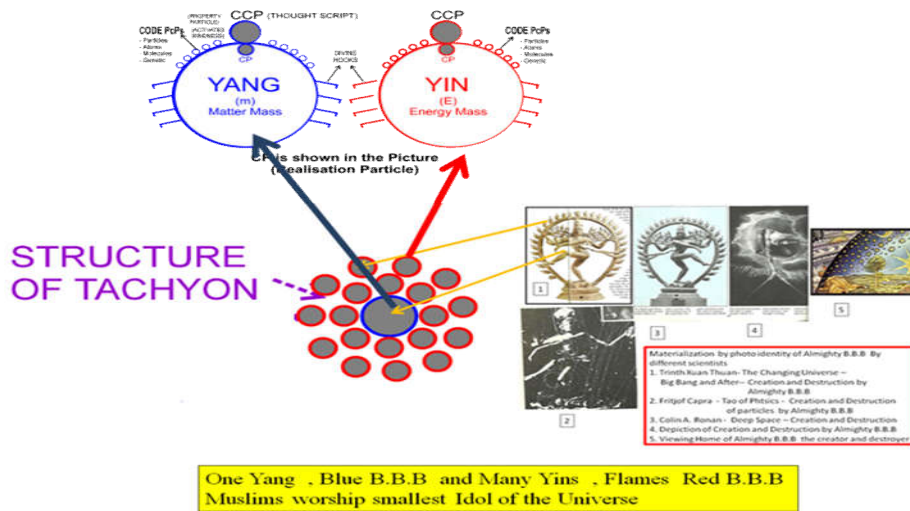 CCP (THOUGHT SCRIPT)
(PROPERTY PARTICLE)
CODE PcPs
(ACTIVATED
- Particles
- Atoms
- Molecules
- Genetic
CP
YANG
(m)
Matter Mass
DIVINE
HOOKS
CCP
CODE PcPs
- Particles
- Atoms
- Molecules
- Genetic
CP
YIN
(E)
Energy Mass
is shown in the Picture
Particle)
STRUCTURE
OF TACHYON
1
2
3
4
5
Materialization by photo identity of Almighty B.B.B By
different scientists
1. Trinth Xuan Thuan- The Changing Universe –
Big Bang and After – Creation and Destruction by
Almighty B.B.B
2. Fritjof Capra - Tao of Phtsics - Creation and Destruction
of particles by Almighty B.B.B
3. Colin A. Ronan - Deep Space – Creation and Destruction
4. Depiction of Creation and Destruction by Almighty B.B.B
5. Viewing Home of Almighty B.B.B the creator and destroyer
One Yang , Blue B.B.B and Many Yins , Flames Red B.B.B
Muslims worship smallest Idol of the Universe